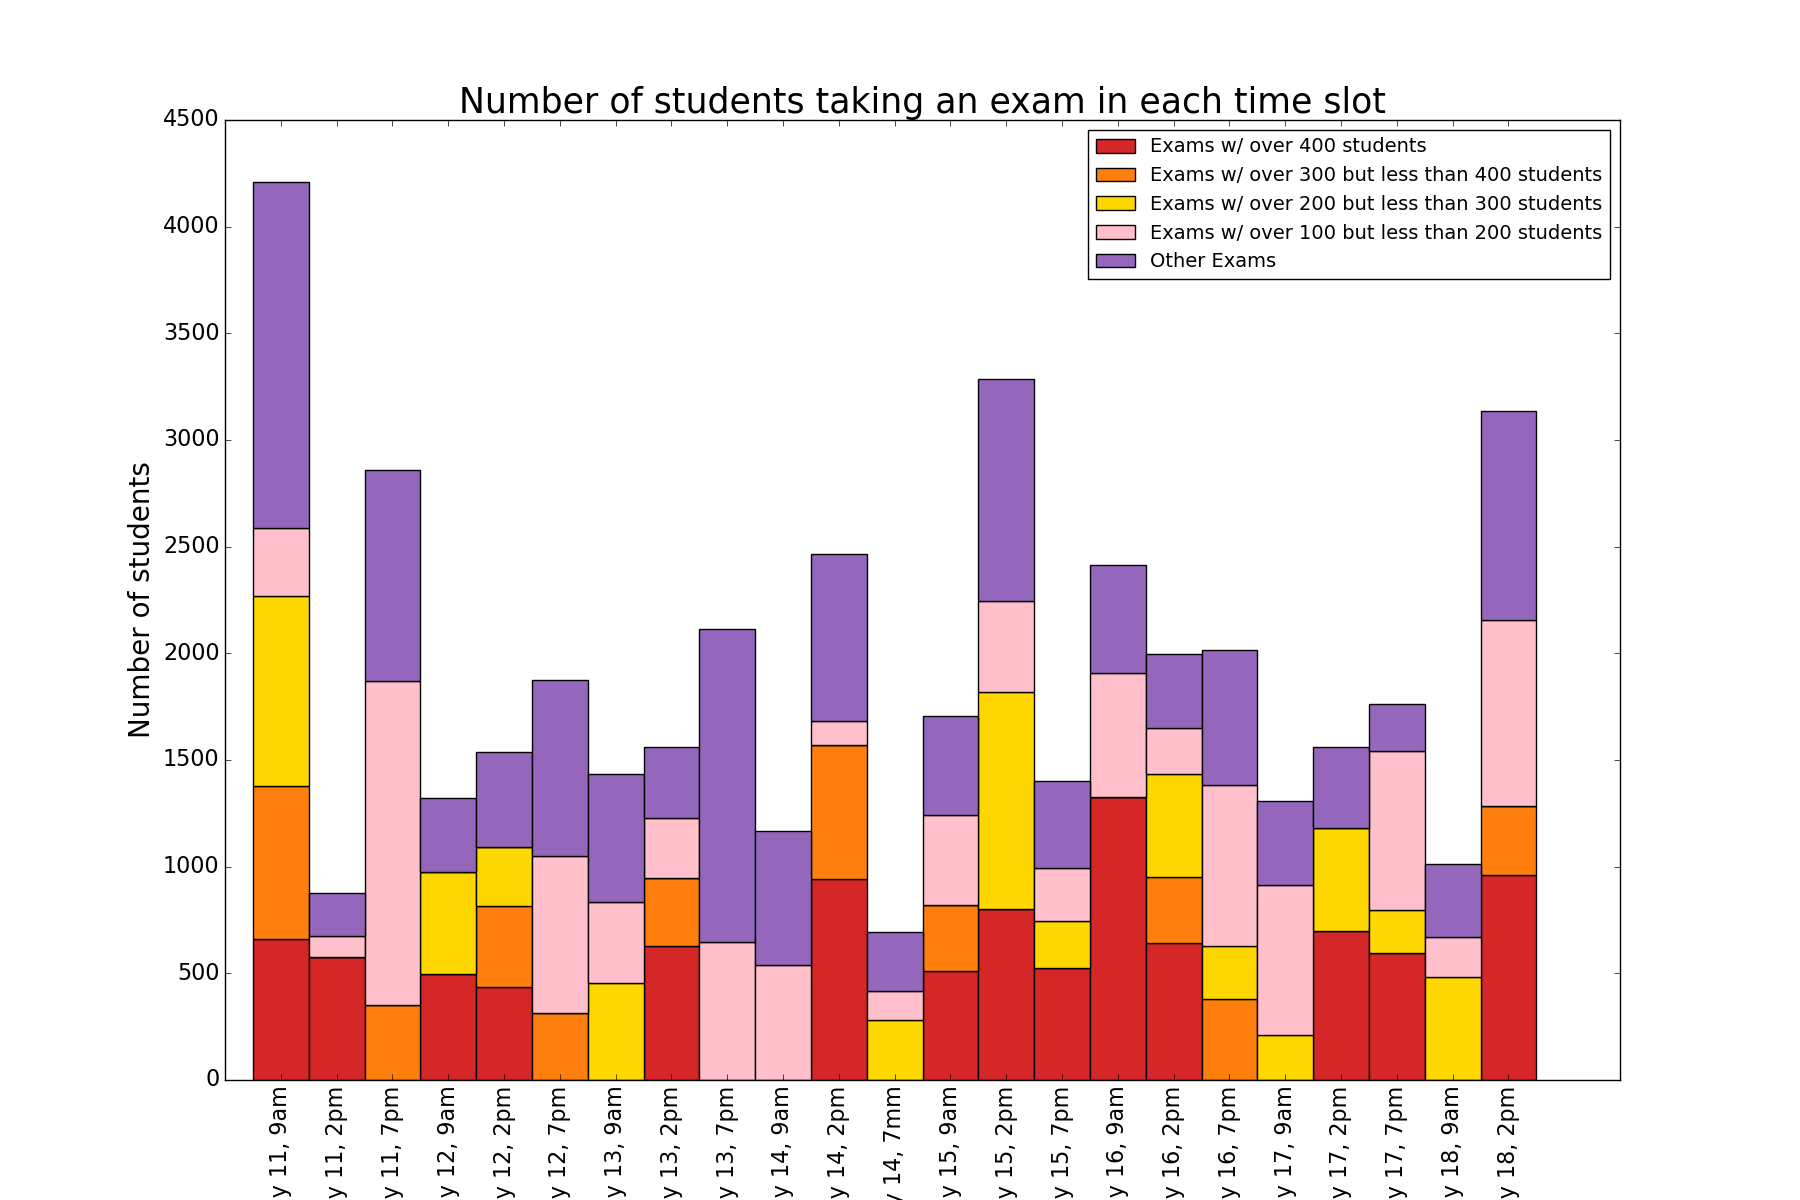 Number of students taking an exam in each time slot
Number of students
4500
4000
3500
3000
2500
2000
1500
1000
500
0
Exams w/ over 400 students
Exams w/ over 300 but less than 400 students
Exams w/ over 200 but less than 300 students
Exams w/ over 100 but less than 200 students
Other Exams
y 11, 9am
y 11, 2pm
y 11, 7pm
y 12, 9am
y 12, 2pm
y 12, 7pm
y 13, 9am
y 13, 2pm
y 13, 7pm
y 14, 9am
y 14, 2pm
y 14, 7mm
y 15, 9am
y 15, 2pm
y 15, 7pm
y 16, 9am
y 16, 2pm
y 16, 7pm
y 17, 9am
y 17, 2pm
y 17, 7pm
y 18, 9am
y 18, 2pm